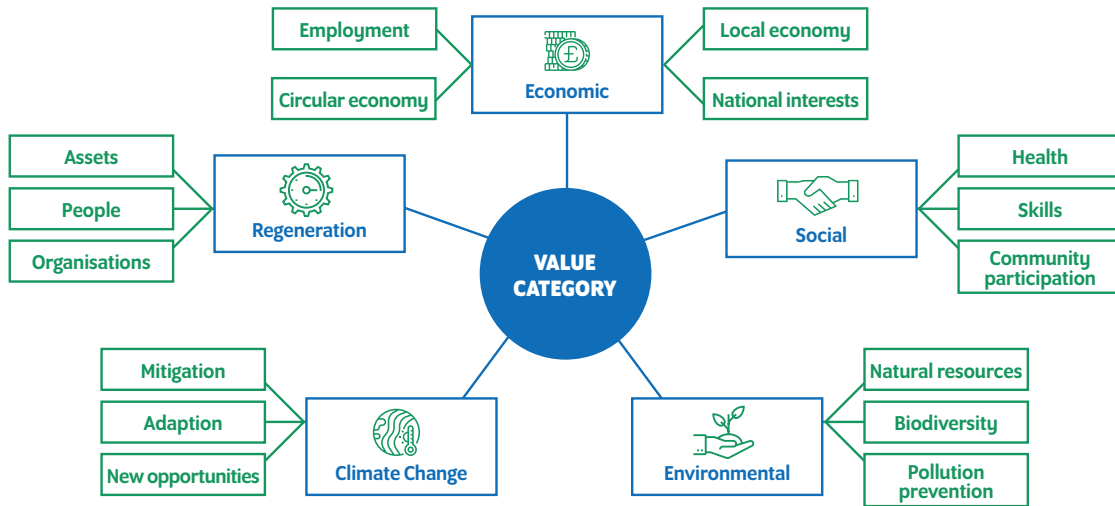 Employment
Circular economy
£
Economic
Local economy
National interests
Assets
People
Organisations
Regeneration
VALUE
CATEGORY
Social
Health
Skills
Community
participation
Mitigation
Adaption
New opportunities
Climate Change
Environmental
Natural resources
Biodiversity
Pollution
prevention